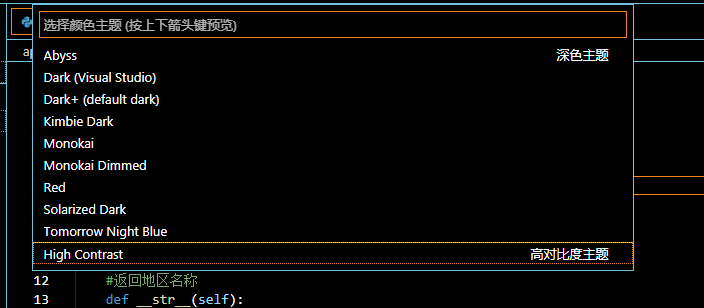 选择颜色主题 (按上下箭头键预览)
ap
Abyss 深色主题
Dark (Visual Studio)
Dark+ (default dark)
Kimbie Dark
Monokai
Monokai Dimmed
Red
Solarized Dark
Tomorrow Night Blue
High Contrast 高对比度主题
12 #返回地区名称
13 def __str__(self):